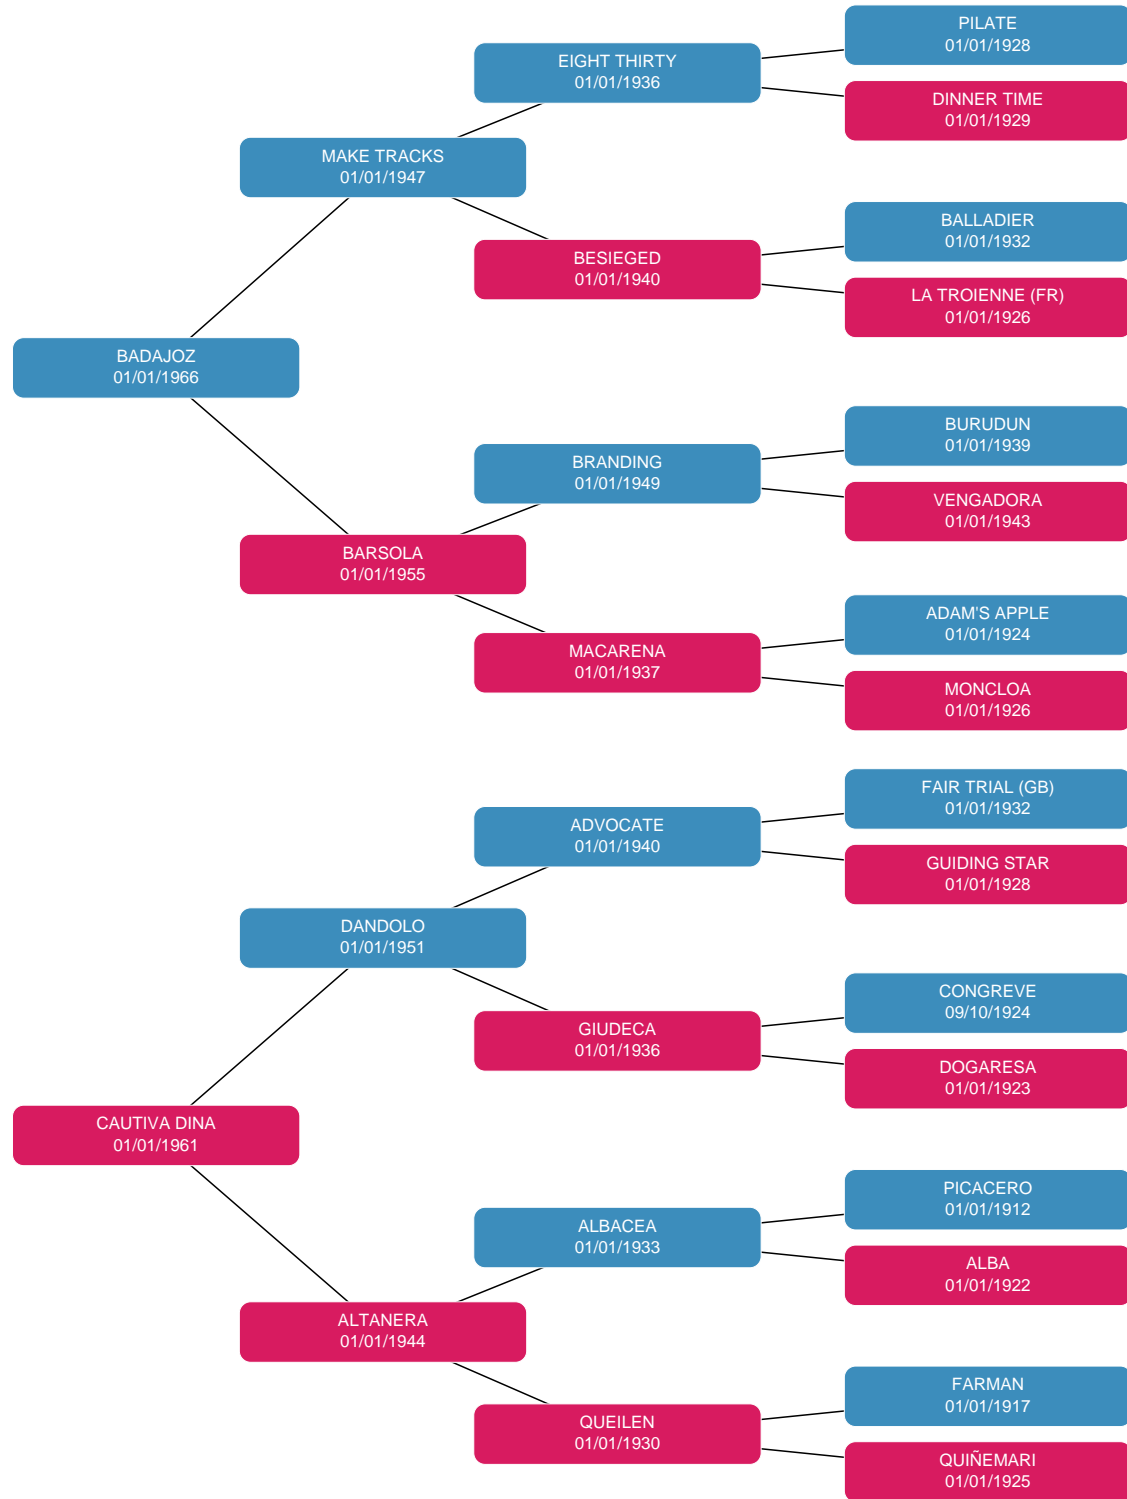 PILATE
01/01/1928
EIGHT THIRTY
01/01/1936
DINNER TIME
01/01/1929
MAKE TRACKS
01/01/1947
BALLADIER
01/01/1932
BESIEGED
01/01/1940
LA TROIENNE (FR)
01/01/1926
BADAJOZ
01/01/1966
BURUDUN
01/01/1939
BRANDING
01/01/1949
VENGADORA
01/01/1943
BARSOLA
01/01/1955
ADAM'S APPLE
01/01/1924
MACARENA
01/01/1937
MONCLOA
01/01/1926
FAIR TRIAL (GB)
01/01/1932
ADVOCATE
01/01/1940
GUIDING STAR
01/01/1928
DANDOLO
01/01/1951
CONGREVE
09/10/1924
GIUDECA
01/01/1936
DOGARESA
01/01/1923
CAUTIVA DINA
01/01/1961
PICACERO
01/01/1912
ALBACEA
01/01/1933
ALBA
01/01/1922
ALTANERA
01/01/1944
FARMAN
01/01/1917
QUEILEN
01/01/1930
QUIÑEMARI
01/01/1925